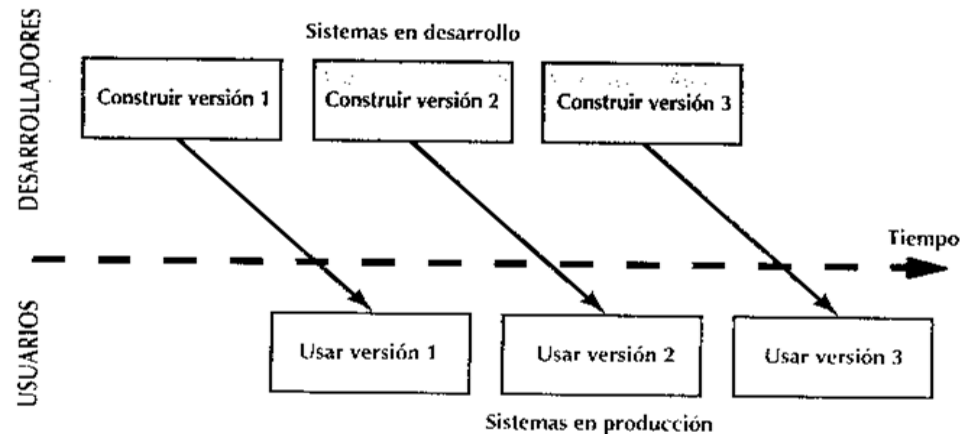 Sistemas en desarrollo
DESARROLLADORES
Construir versión 1
Construir versión 2
Construir versión 3
Tiempo
USUARIOS
Usar versión 1
Usar versión 2
Usar versión 3
Sistemas en producción